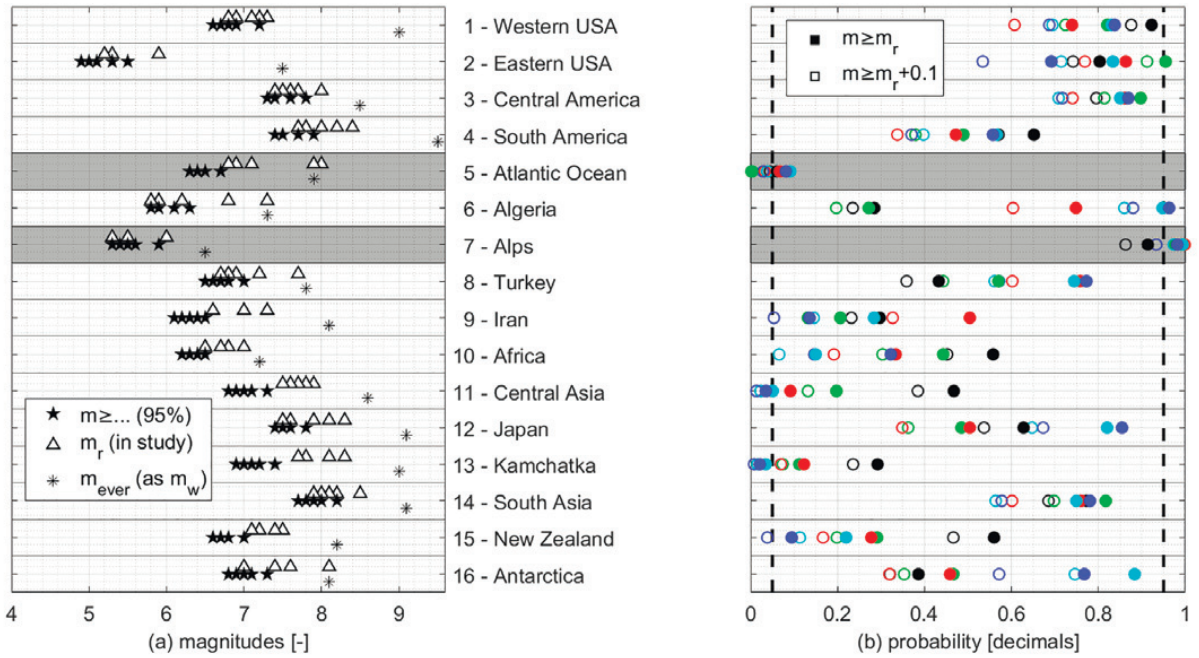 1 - Western USA
2 - Eastern USA
3 - Central America
4 - South America
5 - Atlantic Ocean
6 - Algeria
7 - Alps
8 - Turkey
9 - Iran
10 - Africa
11 - Central Asia
12 - Japan
13 - Kamchatka
14 - South Asia
15 - New Zealand
16 - Antarctica
m≥... (95%)
mr (in study)
mever (as mw)
4 5 6 7 8 9
(a) magnitudes [-]
m≥mr
m≥mr+0.1
0 0.2 0.4 0.6 0.8 1
(b) probability [decimals]